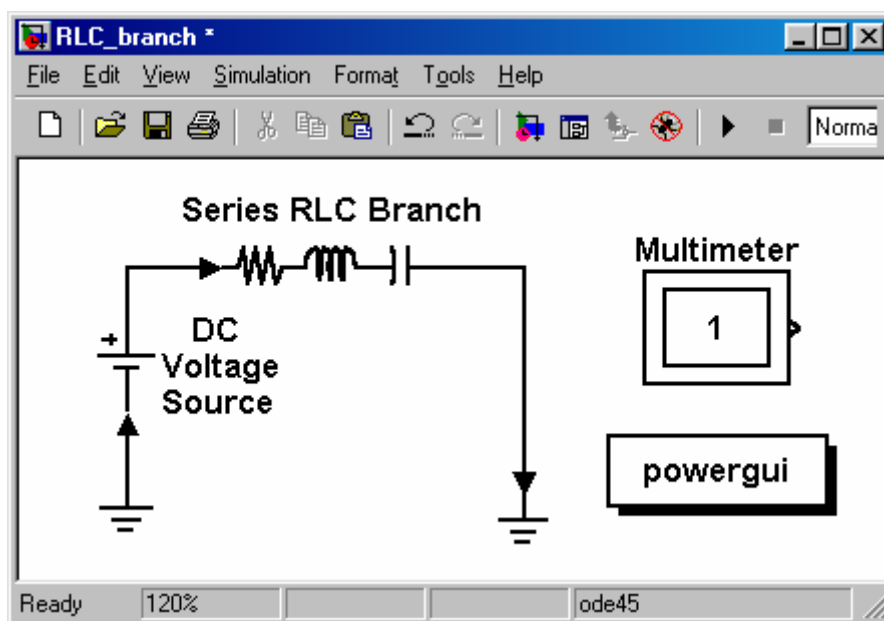 RLC_branch *
File Edit View Simulation Format Tools Help
Norma
Series RLC Branch
Multimeter
1
+
DC
Voltage
Source
powergui
Ready 120% ode45